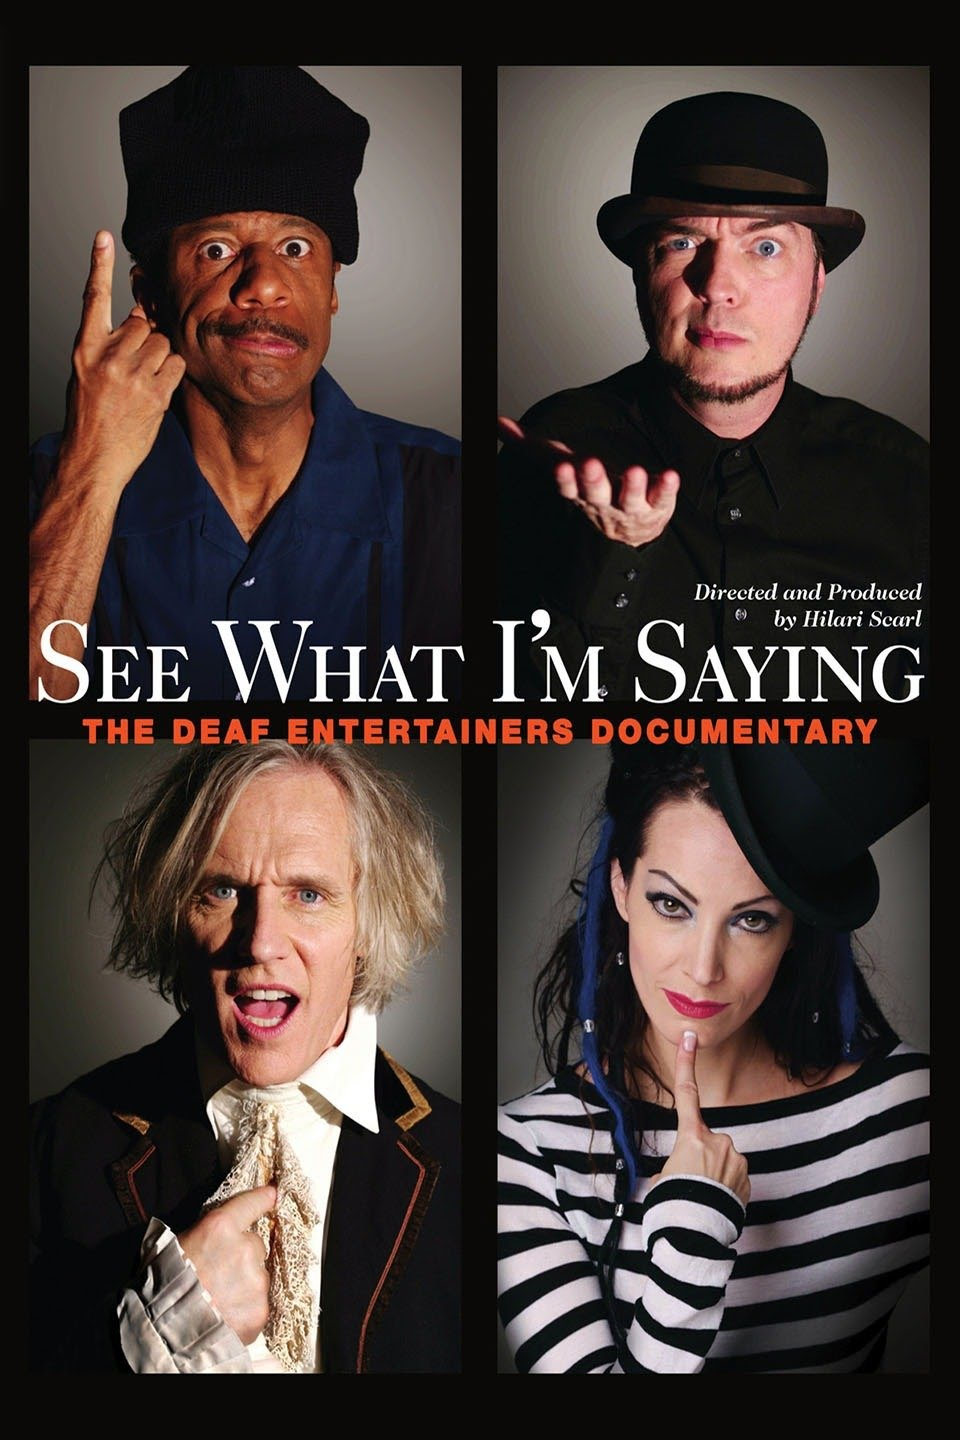 Directed and Produced
by Hilari Scarl
SEE WHAT I'M SAYING
THE DEAF ENTERTAINERS DOCUMENTARY